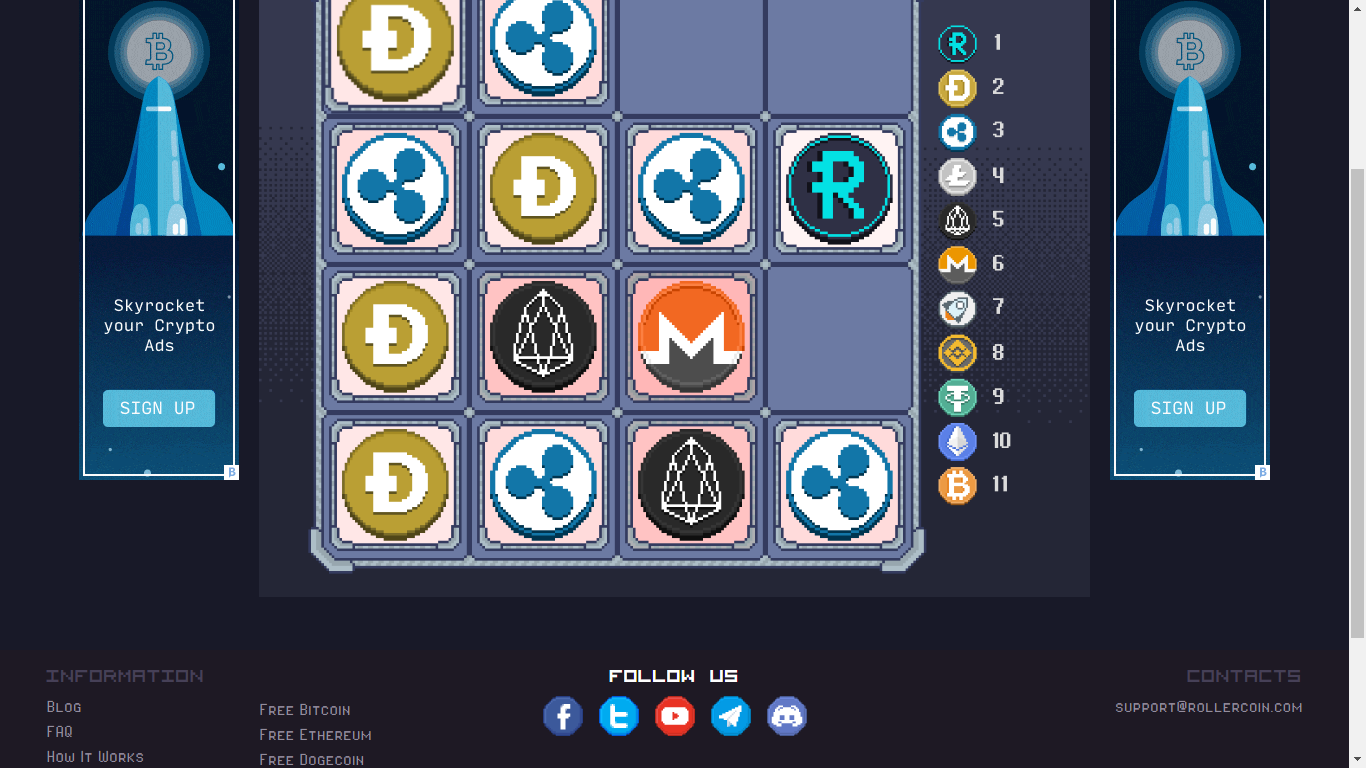 1
2
3
4
5
6
7
8
9
10
11
Skyrocket
your Crypto
Ads
SIGN UP
Skyrocket
your Crypto
Ads
SIGN UP
INFORMATION
Blog
FAQ
How It Works
Free Bitcoin
Free Ethereum
Free Dogecoin
FOLLOW US
CONTACTS
support@rollercoin.com